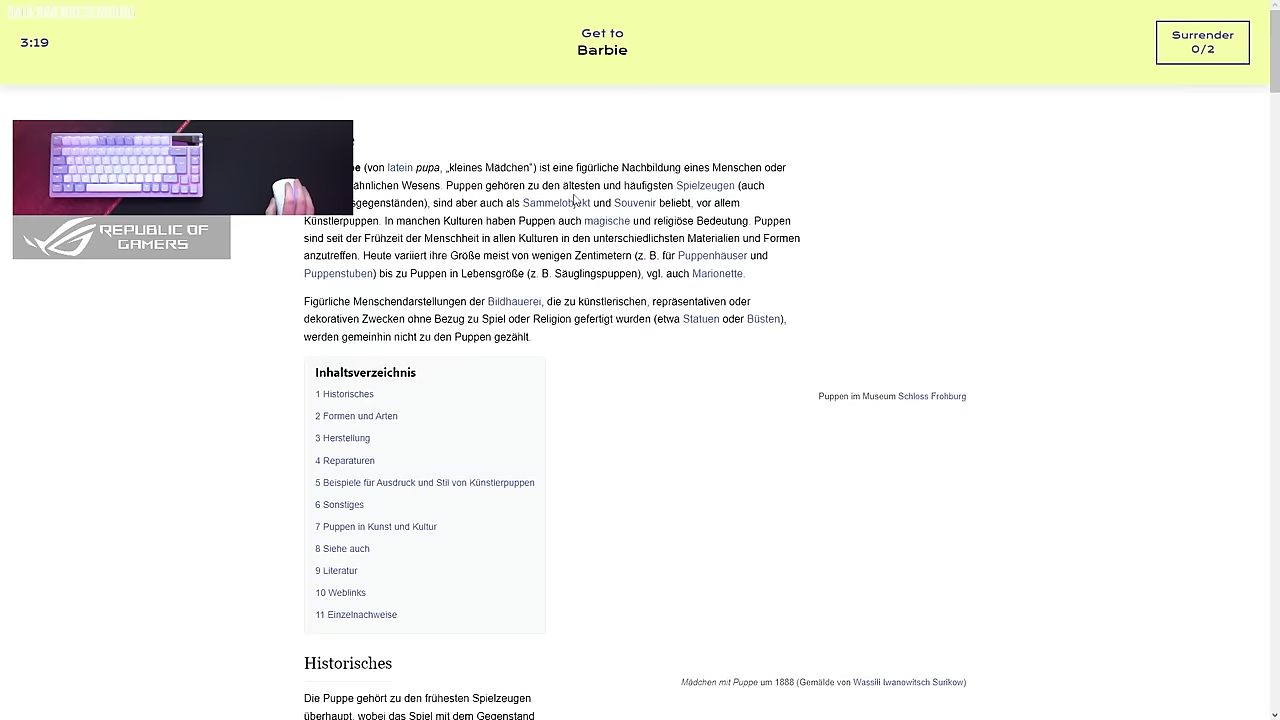 DAUERWERBESENDUNG
3:19
Get to
Barbie
Surrender
0/2
(von latein pupa, „kleines Mädchen“) ist eine figürliche Nachbildung eines Menschen oder
ähnlichen Wesens. Puppen gehören zu den ältesten und häufigsten Spielzeugen (auch
sgegenständen), sind aber auch als Sammelobjekt und Souvenir beliebt, vor allem
REPUBLIC OF
GAMERS
Künstlerpuppen. In manchen Kulturen haben Puppen auch magische und religiöse Bedeutung. Puppen
sind seit der Frühzeit der Menschheit in allen Kulturen in den unterschiedlichsten Materialien und Formen
anzutreffen. Heute variiert ihre Größe meist von wenigen Zentimetern (z. B. für Puppenhäuser und
Puppenstuben) bis zu Puppen in Lebensgröße (z. B. Säuglingspuppen), vgl. auch Marionette.
Figürliche Menschendarstellungen der Bildhauerei, die zu künstlerischen, repräsentativen oder
dekorativen Zwecken ohne Bezug zu Spiel oder Religion gefertigt wurden (etwa Statuen oder Büsten),
werden gemeinhin nicht zu den Puppen gezählt.
Inhaltsverzeichnis
1 Historisches
2 Formen und Arten
3 Herstellung
4 Reparaturen
5 Beispiele für Ausdruck und Stil von Künstlerpuppen
6 Sonstiges
7 Puppen in Kunst und Kultur
8 Siehe auch
9 Literatur
10 Weblinks
11 Einzelnachweise
Puppen im Museum Schloss Frohburg
Historisches
Mädchen mit Puppe um 1888 (Gemälde von Wassili Iwanowitsch Surikow)
Die Puppe gehört zu den frühesten Spielzeugen
überhaupt, wobei das Spiel mit dem Gegenstand